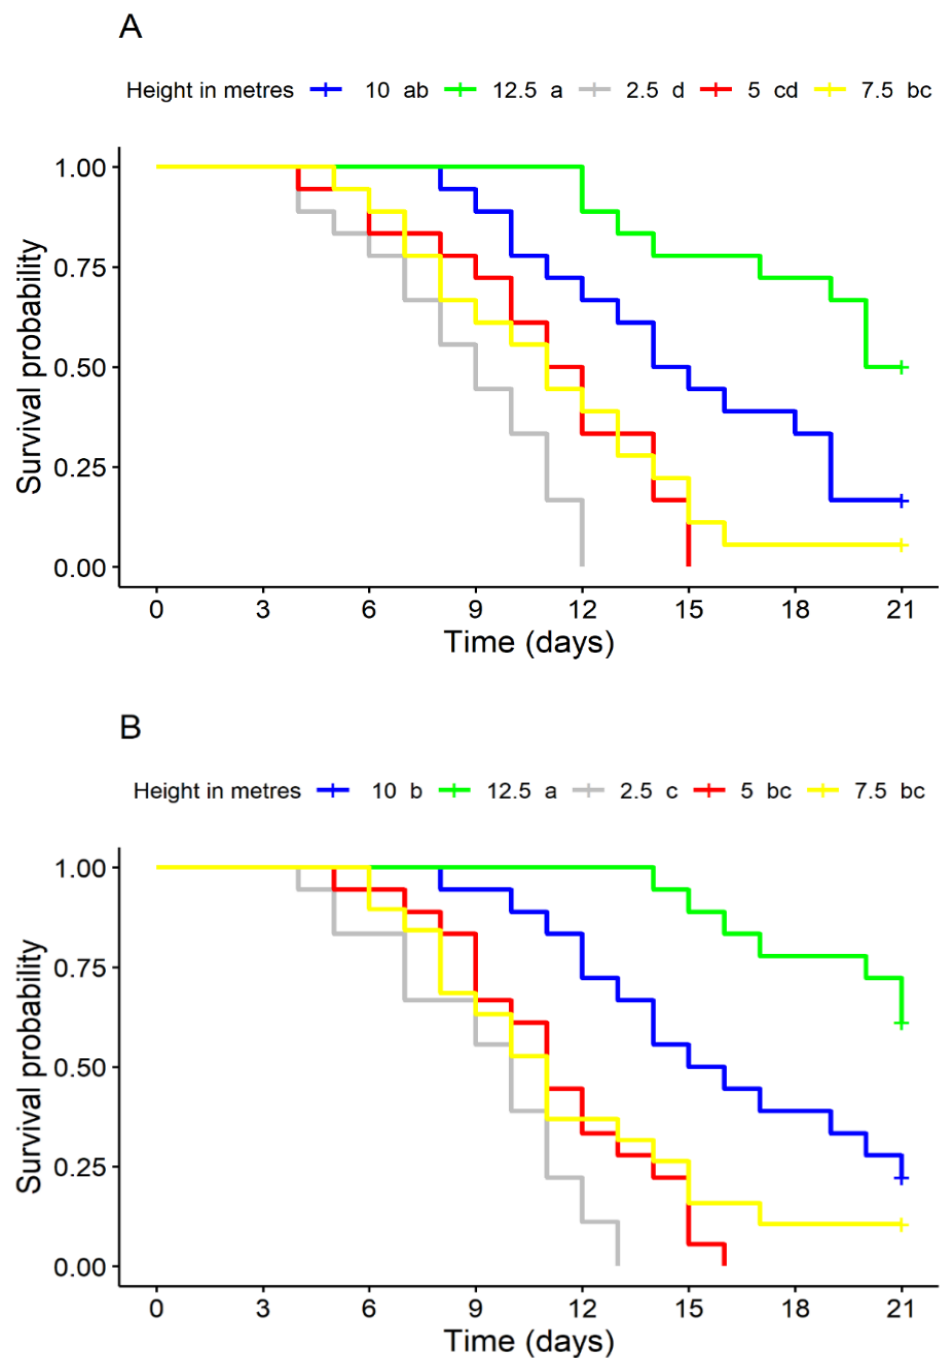 A
Height in metres 10 ab 12.5 a 2.5 d 5 cd 7.5 bc
Survival probability
1.00
0.75
0.50
0.25
0.00
0 3 6 9 12 15 18 21
Time (days)
B
Height in metres 10 b 12.5 a 2.5 c 5 bc 7.5 bc
Survival probability
1.00
0.75
0.50
0.25
0.00
0 3 6 9 12 15 18 21
Time (days)